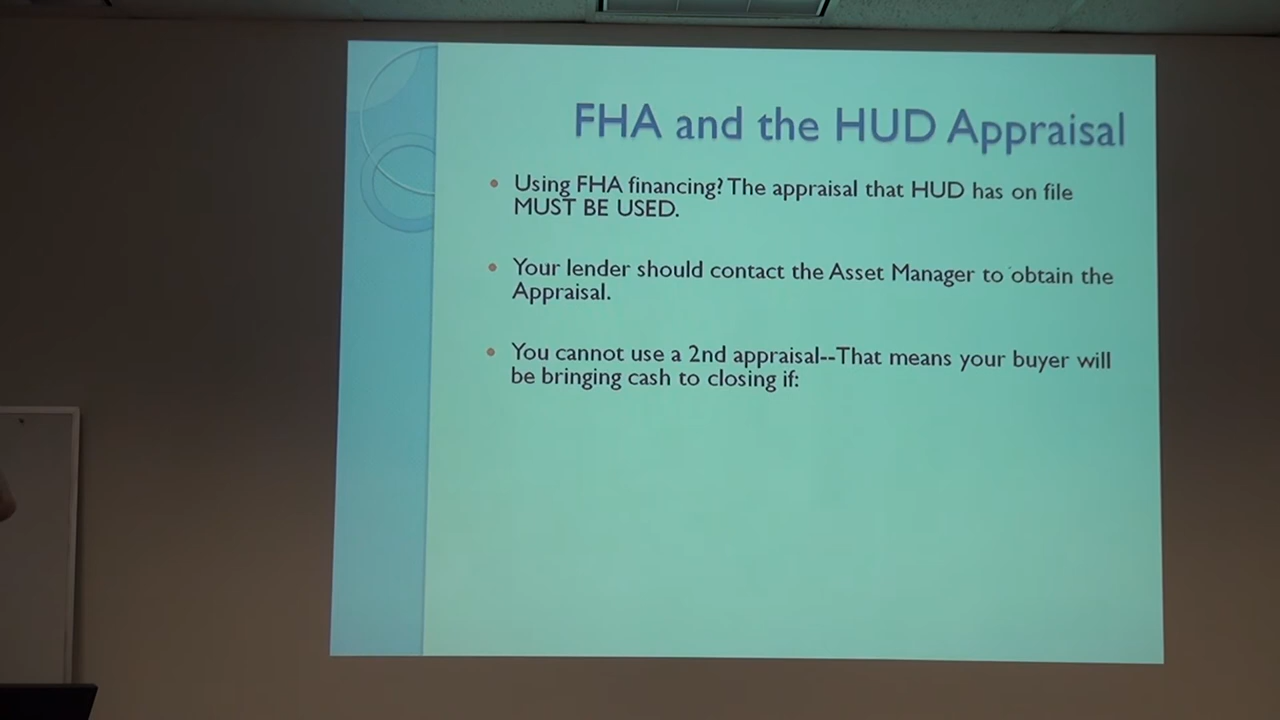 FHA and the HUD Appraisal
Using FHA financing? The appraisal that HUD has on file
MUST BE USED.
Your lender should contact the Asset Manager to obtain the
Appraisal.
You cannot use a 2nd appraisal--That means your buyer will
be bringing cash to closing if: